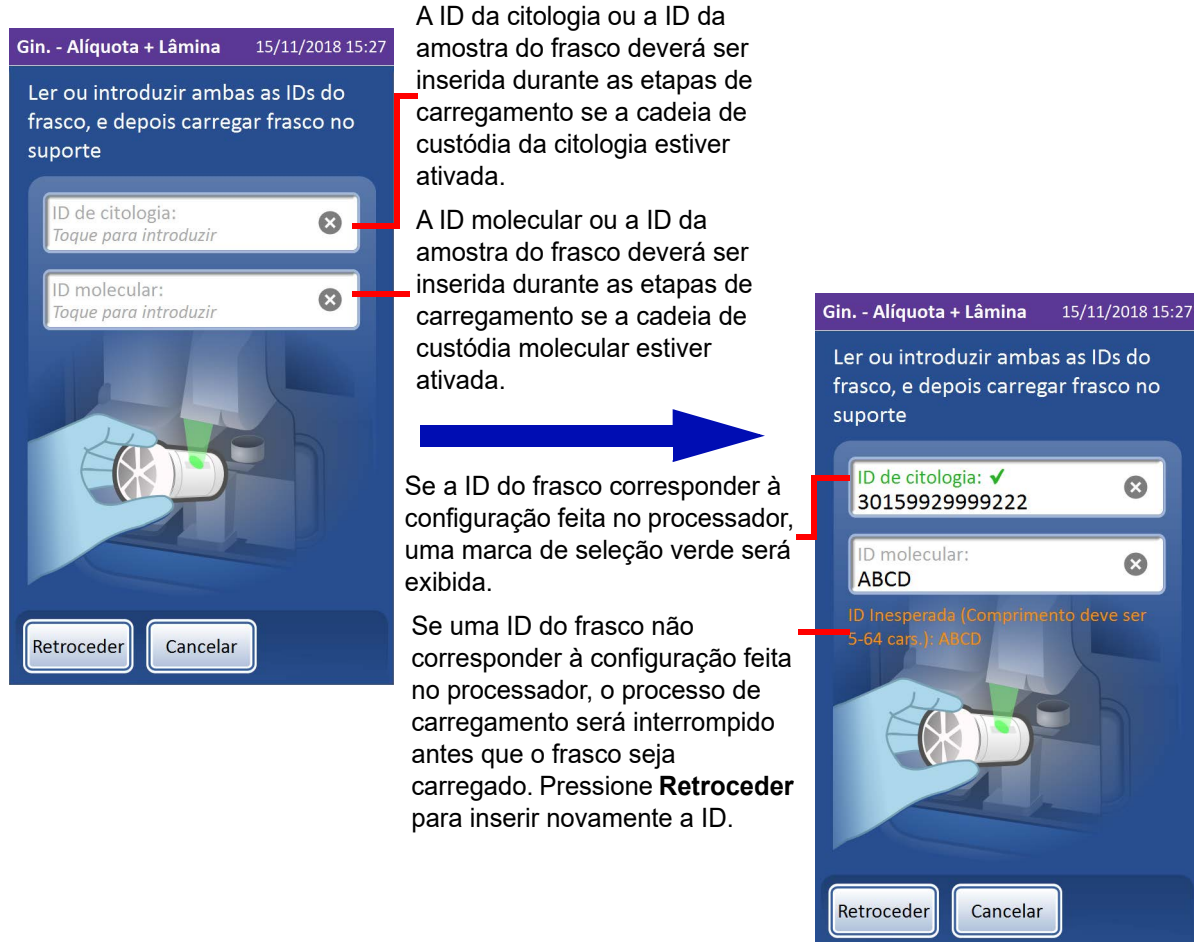 Gin. - Alíquota + Lâmina 15/11/2018 15:27
Ler ou introduzir ambas as IDs do
frasco, e depois carregar frasco no
suporte
ID de citologia:
Toque para introduzir
ID molecular:
Toque para introduzir
Retroceder Cancelar
A ID da citologia ou a ID da
amostra do frasco deverá ser
inserida durante as etapas de
carregamento se a cadeia de
custódia da citologia estiver
ativada.
A ID molecular ou a ID da
amostra do frasco deverá ser
inserida durante as etapas de
carregamento se a cadeia de
custódia molecular estiver
ativada.
Se a ID do frasco corresponder à
configuração feita no processador,
uma marca de seleção verde será
exibida.
Se uma ID do frasco não
corresponder à configuração feita
no processador, o processo de
carregamento será interrompido
antes que o frasco seja
carregado. Pressione Retroceder
para inserir novamente a ID.
Gin. - Alíquota + Lâmina 15/11/2018 15:27
Ler ou introduzir ambas as IDs do
frasco, e depois carregar frasco no
suporte
ID de citologia: ✓
30159929999222
ID molecular:
ABCD
ID Inesperada (Comprimento deve ser
5-64 cars.): ABCD
Retroceder Cancelar